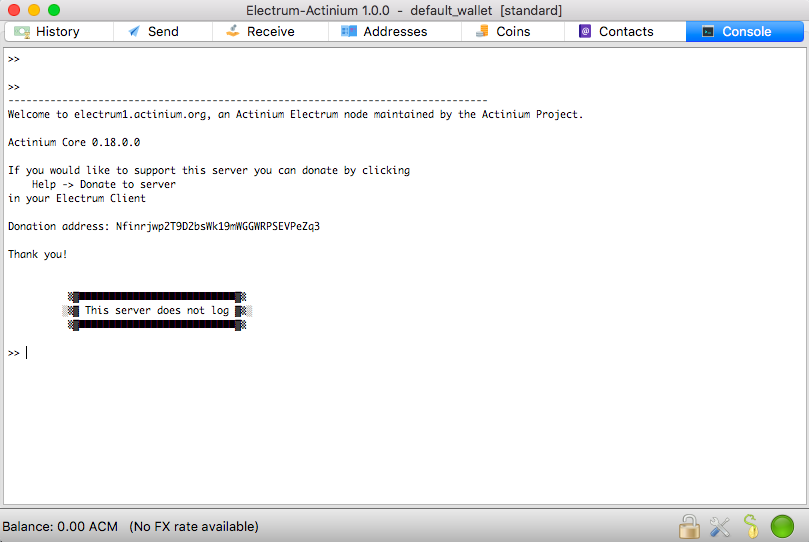 Electrum-Actinium 1.0.0 - default_wallet [standard]
History Send Receive Addresses Coins Contacts Console
>>
>>
--------------------------------------------------------------------------------
Welcome to electrum1.actinium.org, an Actinium Electrum node maintained by the Actinium Project.
Actinium Core 0.18.0.0
If you would like to support this server you can donate by clicking
Help -> Donate to server
in your Electrum Client
Donation address: NfinrjwpZT9D2bsWk19mWGGWRPSEVPeZq3
Thank you!
This server does not log
>>
Balance: 0.00 ACM (No FX rate available)